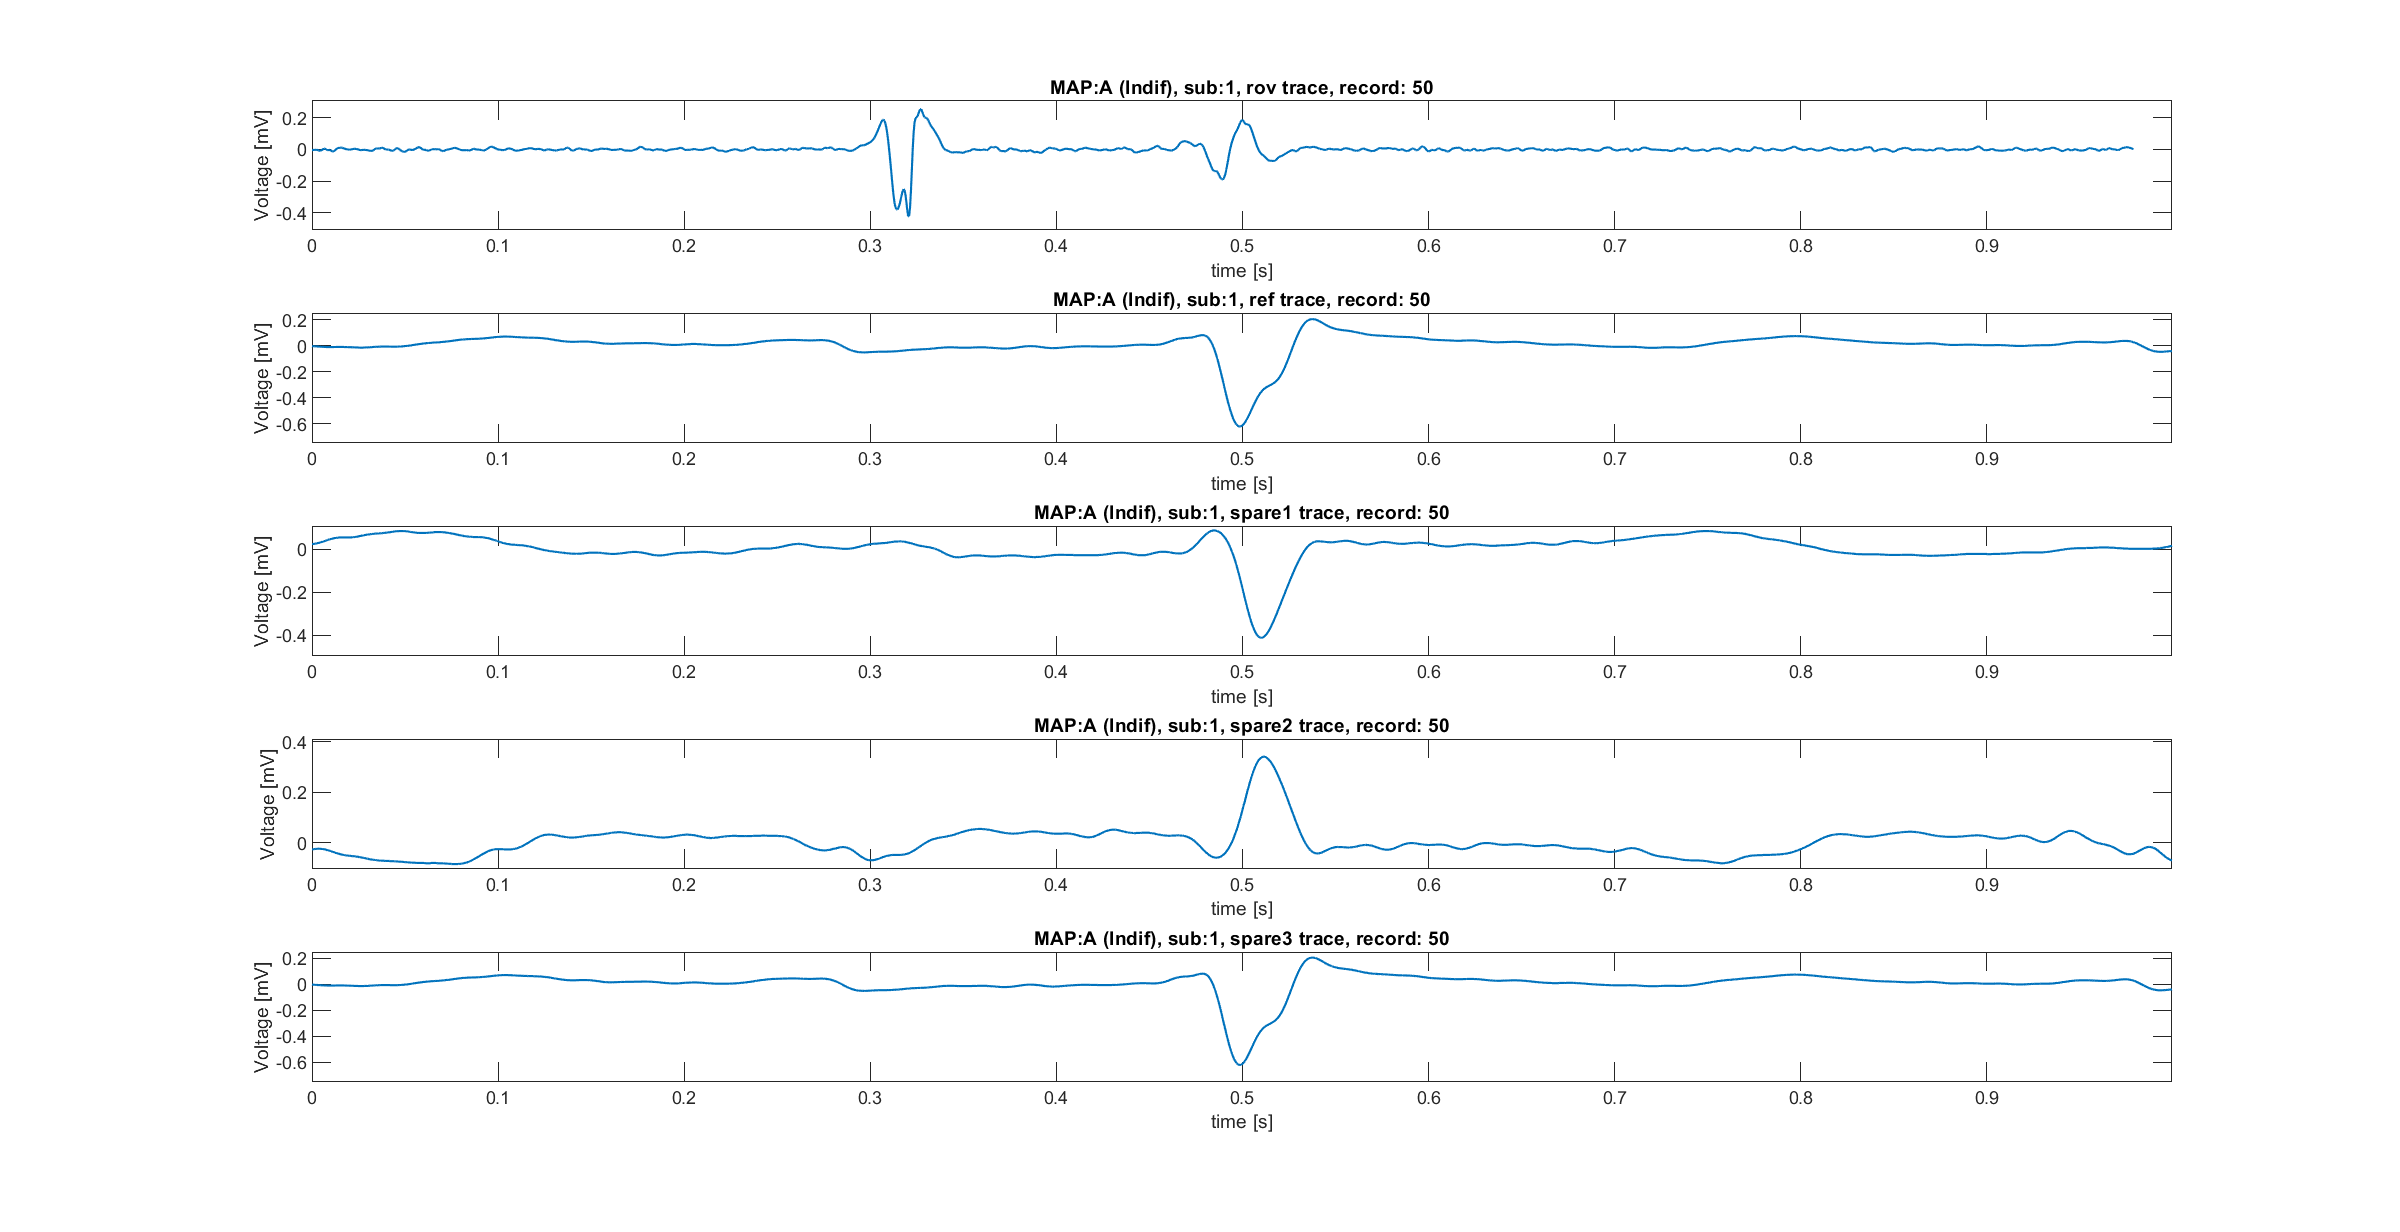 MAP:A (Indif), sub:1, rov trace, record: 50
Voltage [mV]
0.2
0
-0.2
-0.4
0 0.1 0.2 0.3 0.4 0.5 0.6 0.7 0.8 0.9
time [s]
MAP:A (Indif), sub:1, ref trace, record: 50
Voltage [mV]
0.2
0
-0.2
-0.4
-0.6
0 0.1 0.2 0.3 0.4 0.5 0.6 0.7 0.8 0.9
time [s]
MAP:A (Indif), sub:1, spare1 trace, record: 50
Voltage [mV]
0
-0.2
-0.4
0 0.1 0.2 0.3 0.4 0.5 0.6 0.7 0.8 0.9
time [s]
MAP:A (Indif), sub:1, spare2 trace, record: 50
Voltage [mV]
0.4
0.2
0
0 0.1 0.2 0.3 0.4 0.5 0.6 0.7 0.8 0.9
time [s]
MAP:A (Indif), sub:1, spare3 trace, record: 50
Voltage [mV]
0.2
0
-0.2
-0.4
-0.6
0 0.1 0.2 0.3 0.4 0.5 0.6 0.7 0.8 0.9
time [s]